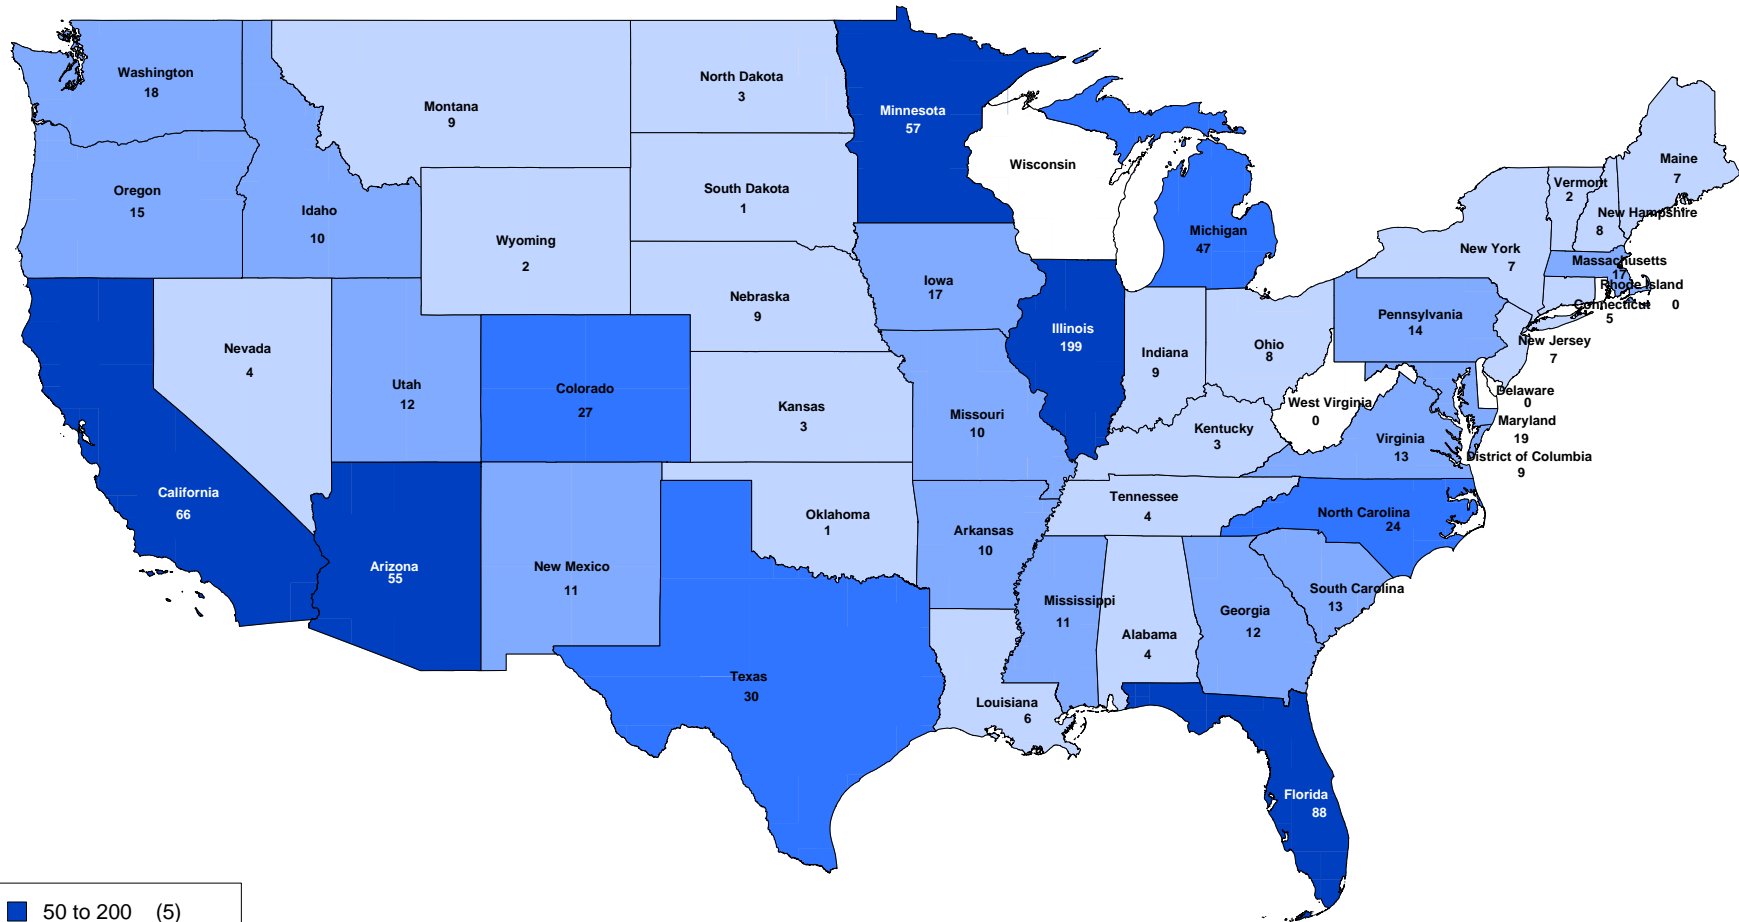 Washington
18
Montana
9
North Dakota
3
Minnesota
57
Wisconsin
Maine
7
Oregon
15
Idaho
10
South Dakota
1
Vermont
2
New Hampshire
8
Wyoming
2
Michigan
47
New York
7
Massachusetts
17
Rhode Island
0
Connecticut
5
Iowa
17
Nebraska
9
Illinois
199
Pennsylvania
14
New Jersey
7
Nevada
4
Utah
12
Colorado
27
Indiana
9
Ohio
8
Delaware
0
Kansas
3
Missouri
10
West Virginia
0
Kentucky
3
Virginia
13
Maryland
19
District of Columbia
9
California
66
Oklahoma
1
Tennessee
4
North Carolina
24
Arizona
55
New Mexico
11
Arkansas
10
Mississippi
11
Alabama
4
Georgia
12
South Carolina
13
Texas
30
Louisiana
6
Florida
88
50 to 200 (5)